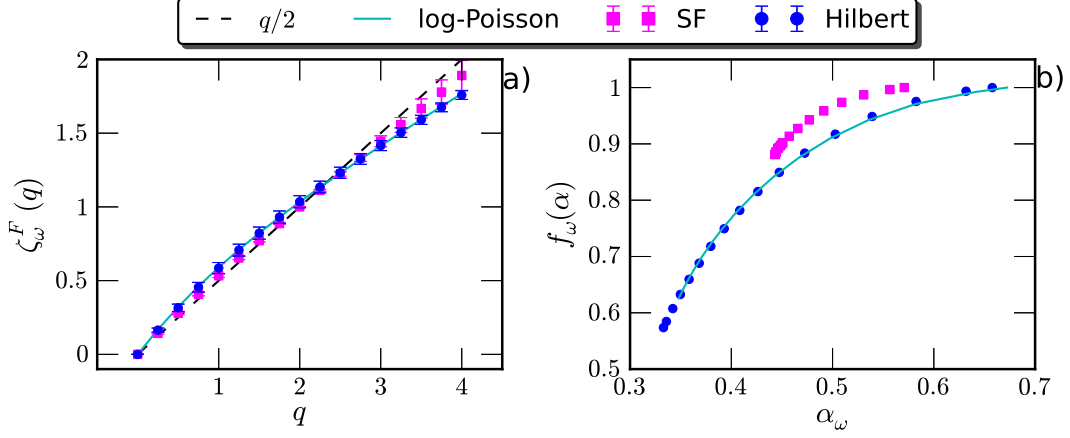 q/2 log-Poisson SF Hilbert
a)
2
1.5
1
0.5
0
1 2 3 4
q
ζ_ω^F (q)
b)
1
0.9
0.8
0.7
0.6
0.5
0.3 0.4 0.5 0.6 0.7
α_ω
f_ω(α)